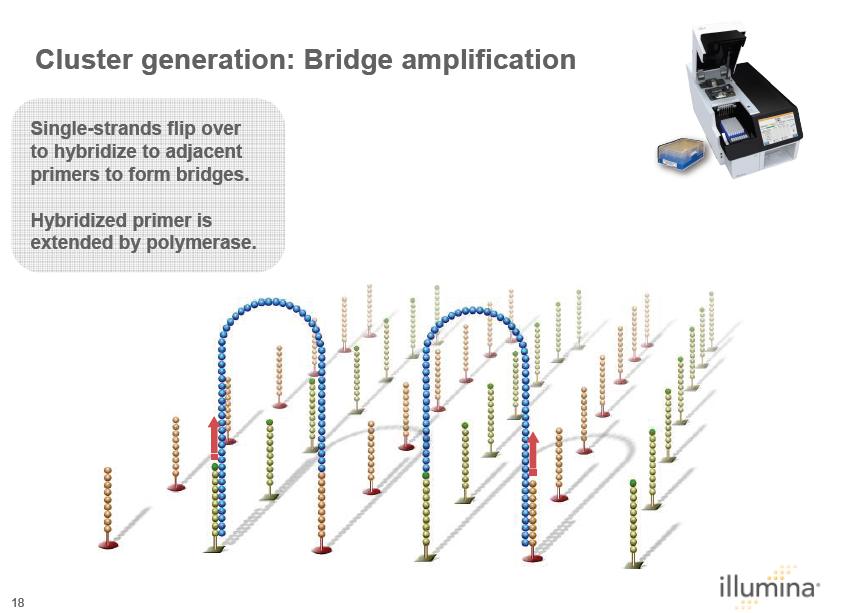 Cluster generation: Bridge amplification
Single-strands flip over
to hybridize to adjacent
primers to form bridges.
Hybridized primer is
extended by polymerase.
18
illumina®